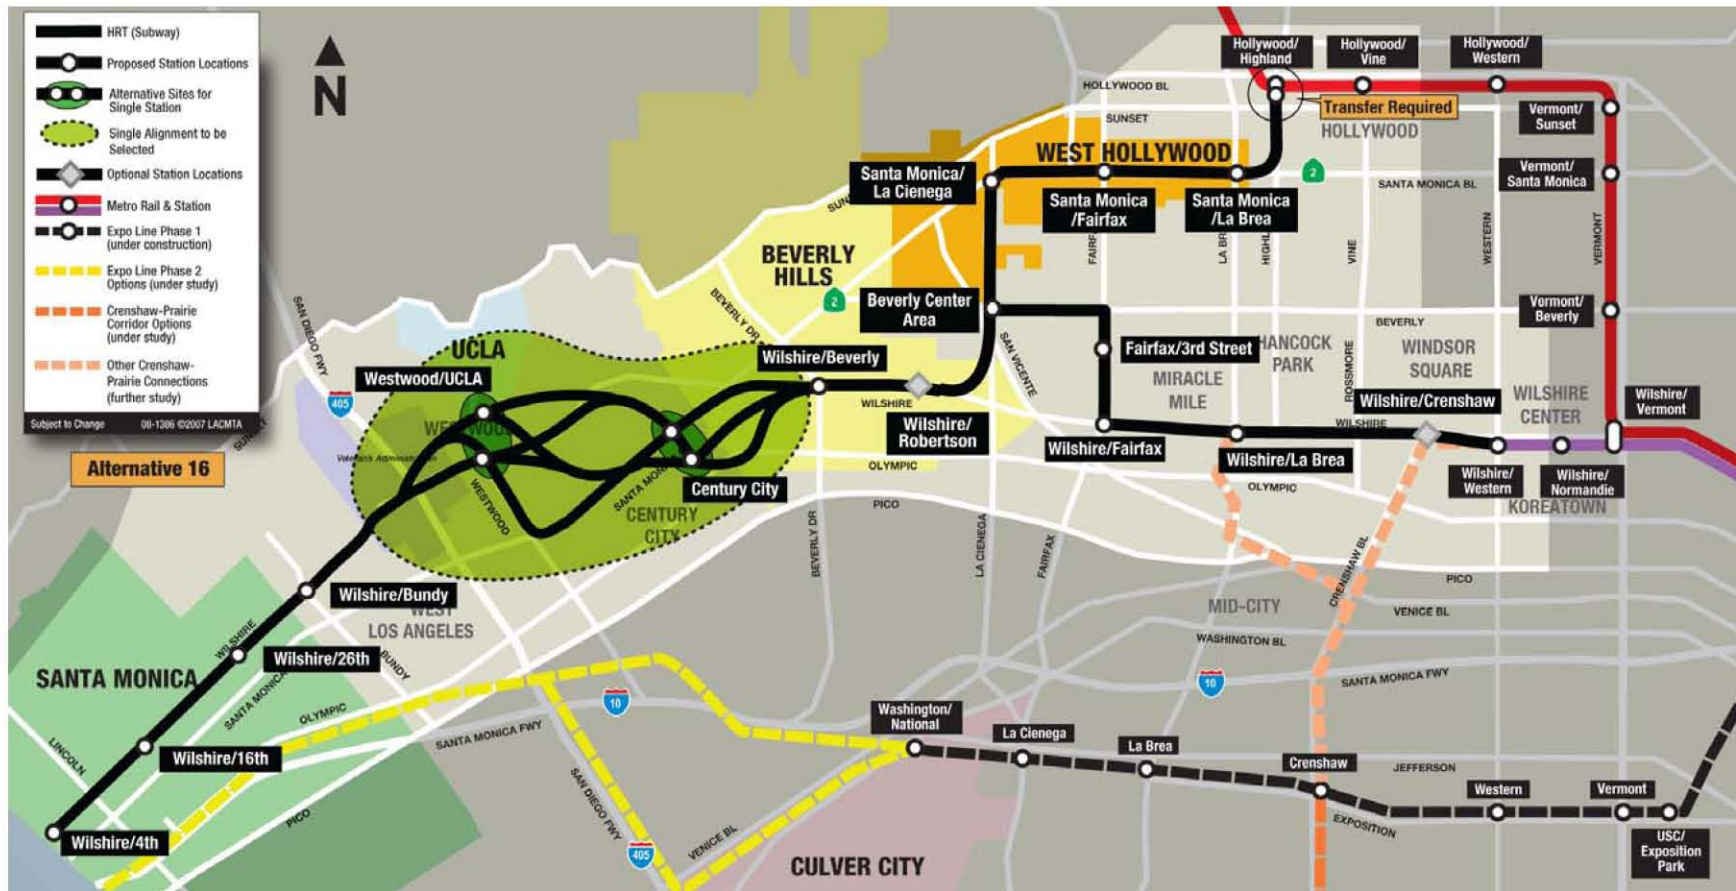 HRT (Subway)
Proposed Station Locations
Alternative Sites for
Single Station
Single Alignment to be
Selected
Optional Station Locations
Metro Rail & Station
Expo Line Phase 1
(under construction)
Expo Line Phase 2
Options (under study)
Crenshaw-Prairie
Corridor Options
(under study)
Other Crenshaw-
Prairie Connections
(further study)
Subject to Change 08-1386 ©2007 LACMTA
Alternative 16
N
Hollywood/
Highland
Hollywood/
Vine
Hollywood/
Western
HOLLYWOOD BL
Transfer Required
SUNSET
HOLLYWOOD
Vermont/
Sunset
WEST HOLLYWOOD
Santa Monica/
La Cienega
2
SANTA MONICA BL
Vermont/
Santa Monica
Santa Monica
/Fairfax
Santa Monica
/La Brea
VINE
WESTERN
VERMONT
BEVERLY
HILLS
2
BEVERLY DR
Beverly Center
Area
Vermont/
Beverly
BEVERLY
SAN DIEGO FWY
UCLA
Wilshire/Beverly
SAN VICENTE
Fairfax/3rd Street
HANCOCK
PARK
ROSSMORE
WINDSOR
SQUARE
MIRACLE
MILE
Westwood/UCLA
405
WILSHIRE
Wilshire/
Robertson
Wilshire/Crenshaw
WILSHIRE
WILSHIRE
CENTER
Wilshire/
Vermont
SUNSET
Wilshire/Fairfax
Wilshire/La Brea
Wilshire/
Western
Wilshire/
Normandie
KOREATOWN
OLYMPIC
OLYMPIC
WESTWOOD
Century City
CENTURY
CITY
PICO
BEVERLY DR
LA CIENEGA
FAIRFAX
CRENSHAW BL
PICO
VENICE BL
MID-CITY
WASHINGTON BL
SANTA MONICA FWY
10
Wilshire/Bundy
WEST
LOS ANGELES
WILSHIRE
BUNDY
Wilshire/26th
SANTA MONICA
SANTA MONICA
OLYMPIC
10
SANTA MONICA FWY
LINCOLN
Wilshire/16th
PICO
Wilshire/4th
SAN DIEGO FWY
405
VENICE BL
CULVER CITY
Washington/
National
La Cienega
La Brea
Crenshaw
JEFFERSON
EXPOSITION
Western
Vermont
USC/
Exposition
Park